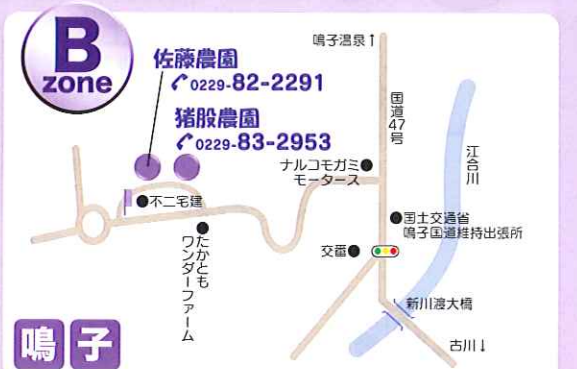 B
zone
佐藤農園
0229-82-2291
猪股農園
0229-83-2953
鳴子温泉↑
国道47号
江合川
ナルコモガミ
モータース
不二宅建
たかとも
ワンダーファーム
国土交通省
鳴子国道維持出張所
交番
新川渡大橋
古川↓
鳴子